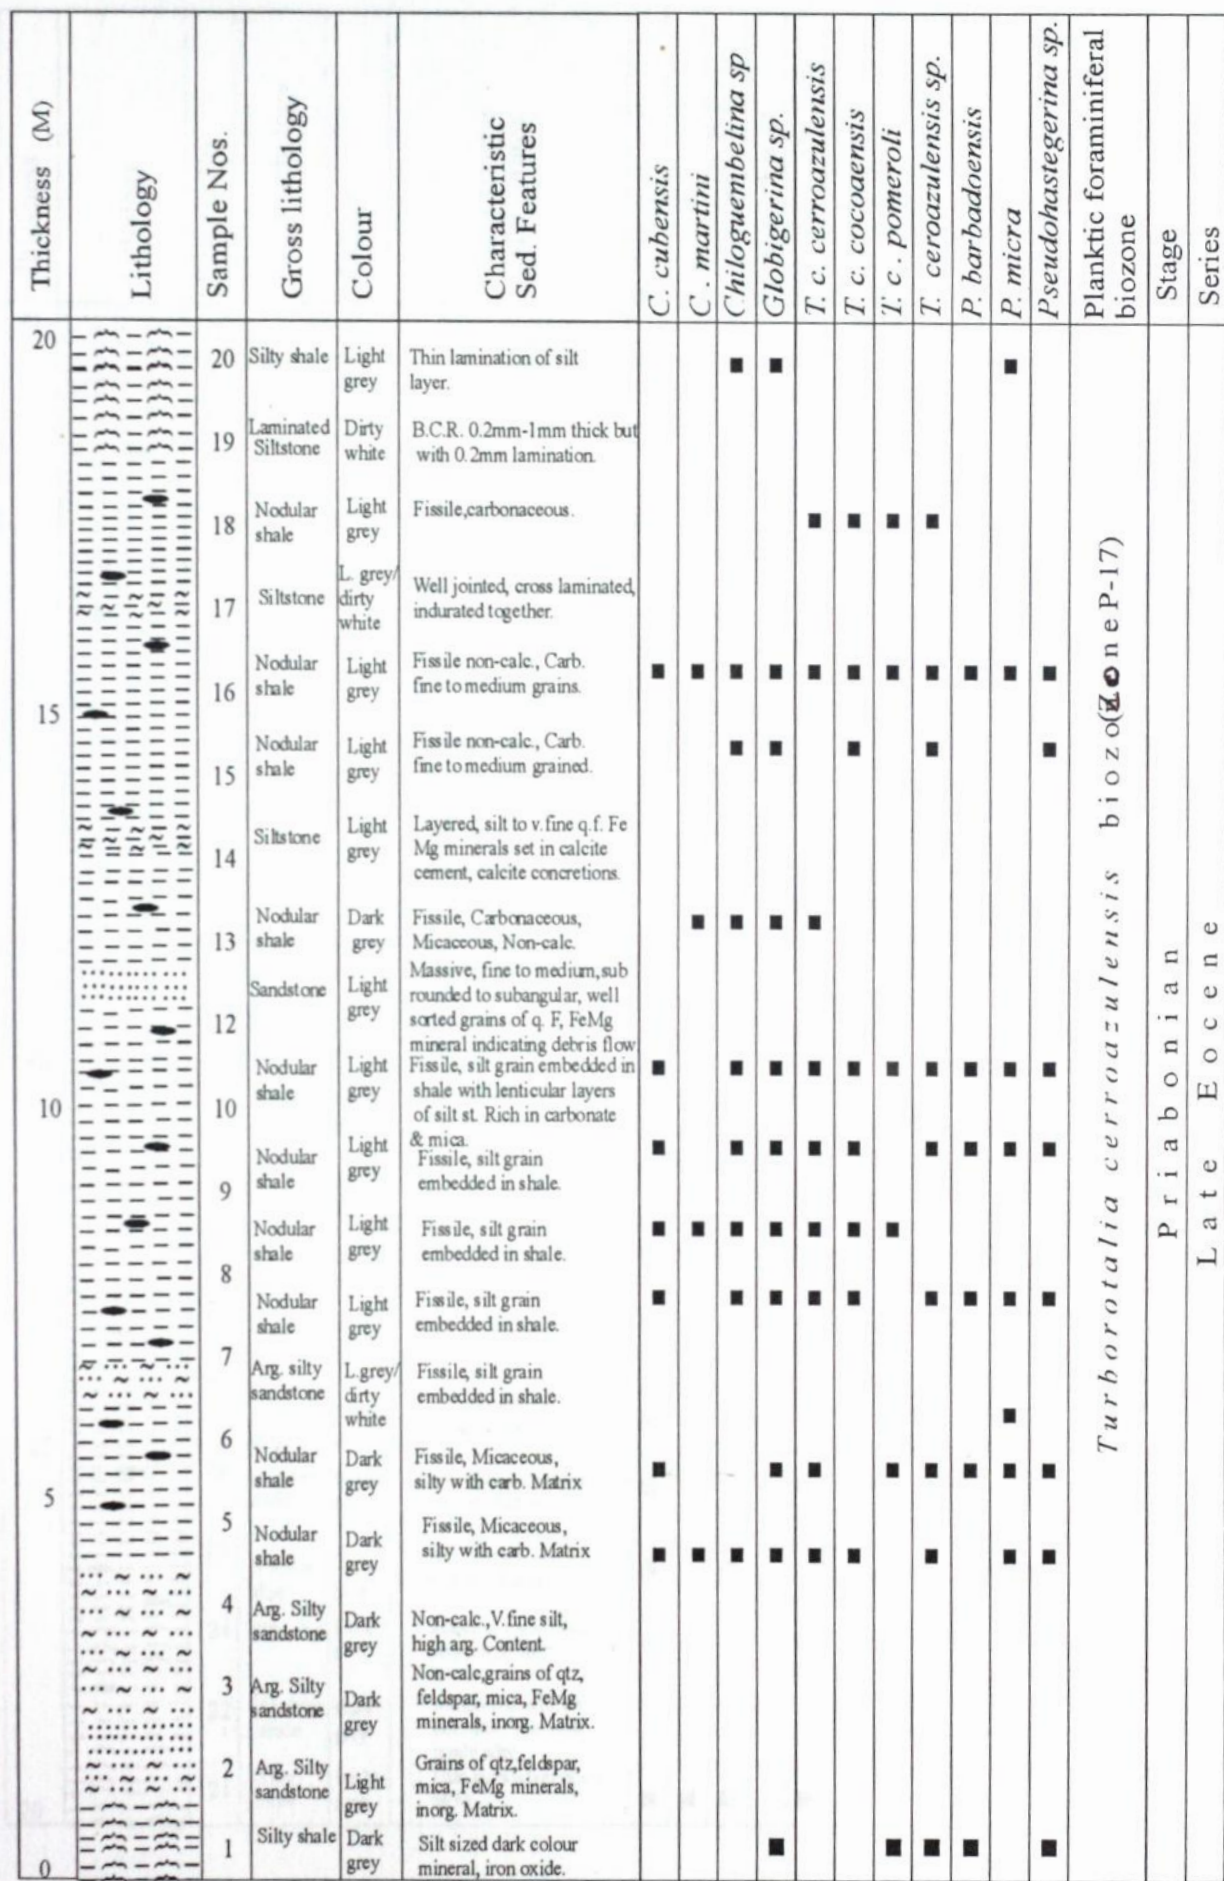 Thickness (M)
Lithology
Sample Nos.
Gross lithology
Colour
Characteristic
Sed. Features
C. cubensis
C. martini
Chiloguembelina sp
Globigerina sp.
T. c. cerroazulensis
T. c. cocoaensis
T. c. pomeroli
T. ceroazulensis sp.
P. barbadoensis
P. micra
Pseudohastegerina sp.
Planktic foraminiferal
biozone
Stage
Series
20
20 Silty shale Light Thin lamination of silt
grey layer.
19 Laminated Dirty B.C.R. 0.2mm-1mm thick but
Siltstone white with 0.2mm lamination.
18 Nodular Light Fissile,carbonaceous.
shale grey
17 Siltstone L. grey/ Well jointed, cross laminated,
dirty indurated together.
white
16 Nodular Light Fissile non-calc., Carb.
shale grey fine to medium grains.
15
15 Nodular Light Fissile non-calc., Carb.
shale grey fine to medium grained.
14 Siltstone Light Layered, silt to v.fine q.f. Fe
grey Mg minerals set in calcite
cement, calcite concretions.
13 Nodular Dark Fissile, Carbonaceous,
shale grey Micaceous, Non-calc.
12 Sandstone Light Massive, fine to medium,sub
grey rounded to subangular, well
sorted grains of q. F, FeMg
mineral indicating debris flow
10
10 Nodular Light Fissile, silt grain embedded in
shale grey shale with lenticular layers
of silt st. Rich in carbonate
& mica.
9 Nodular Light Fissile, silt grain
shale grey embedded in shale.
8 Nodular Light Fissile, silt grain
shale grey embedded in shale.
7 Nodular Light Fissile, silt grain
shale grey embedded in shale.
6 Arg. silty L.grey/ Fissile, silt grain
sandstone dirty embedded in shale.
white
5
5 Nodular Dark Fissile, Micaceous,
shale grey silty with carb. Matrix
4 Nodular Dark Fissile, Micaceous,
shale grey silty with carb. Matrix
3 Arg. Silty Dark Non-calc.,V.fine silt,
sandstone grey high arg. Content.
2 Arg. Silty Dark Non-calc,grains of qtz,
sandstone grey feldspar, mica, FeMg
minerals, inorg. Matrix.
Arg. Silty Light Grains of qtz,feldspar,
sandstone grey mica, FeMg minerals,
inorg. Matrix.
1 Silty shale Dark Silt sized dark colour
grey mineral, iron oxide.
0
Turborotalia cerroazulensis biozo(Zone P-17)
Priabonian
Late Eocene